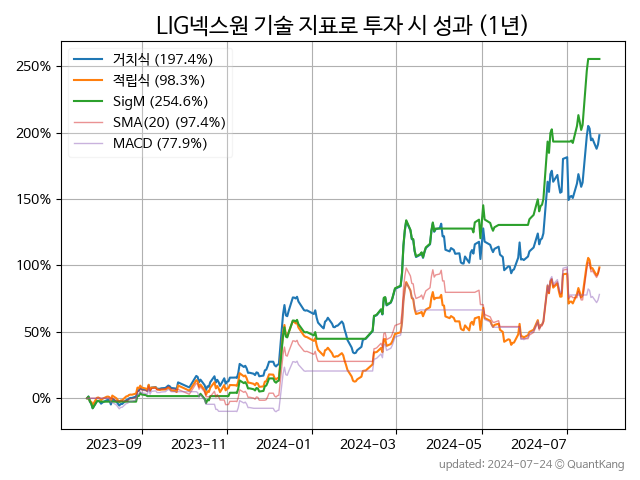 LIG넥스원 기술 지표로 투자 시 성과 (1년)
거치식 (197.4%)
적립식 (98.3%)
SigM (254.6%)
SMA(20) (97.4%)
MACD (77.9%)
250%
200%
150%
100%
50%
0%
2023-09 2023-11 2024-01 2024-03 2024-05 2024-07
updated: 2024-07-24 @ QuantKang